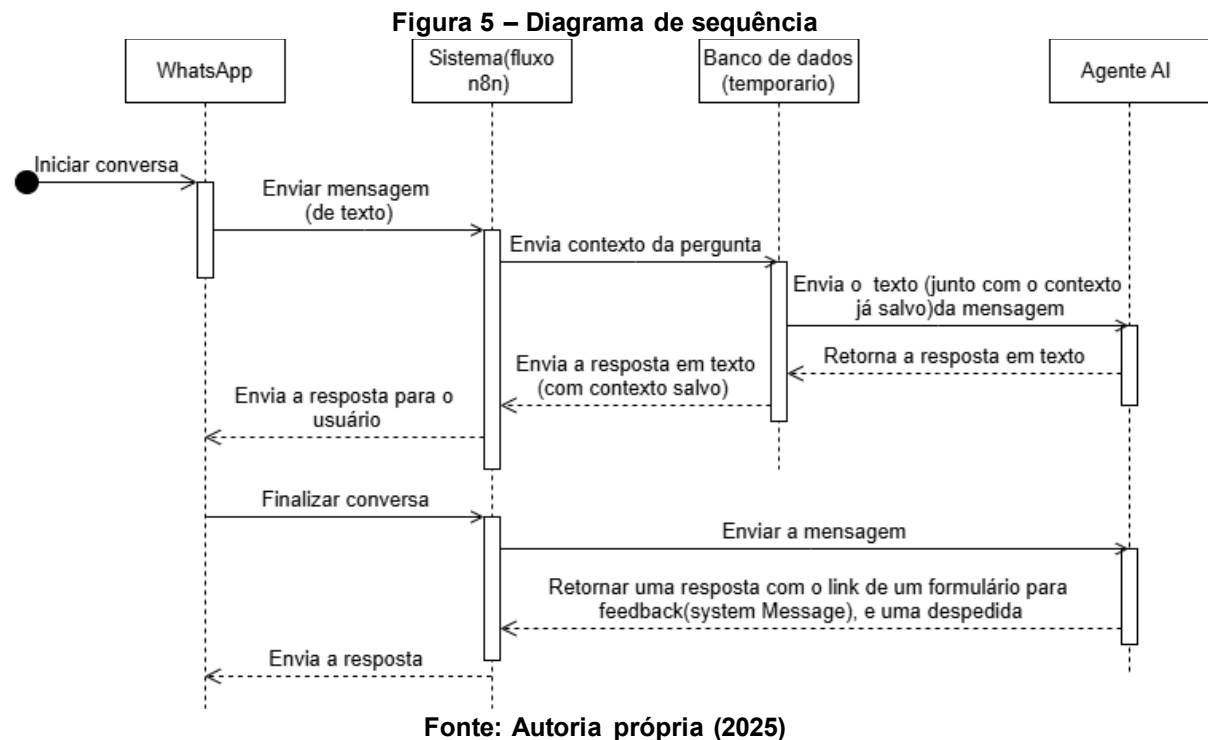 Figura 5 – Diagrama de sequência
WhatsApp
Sistema(fluxo
n8n)
Banco de dados
(temporario)
Agente AI
Iniciar conversa
Enviar mensagem
(de texto)
Envia contexto da pergunta
Envia o texto (junto com o contexto
já salvo)da mensagem
Retorna a resposta em texto
Envia a resposta em texto
(com contexto salvo)
Envia a resposta para o
usuário
Finalizar conversa
Enviar a mensagem
Retornar uma resposta com o link de um formulário para
feedback(system Message), e uma despedida
Envia a resposta
Fonte: Autoria própria (2025)